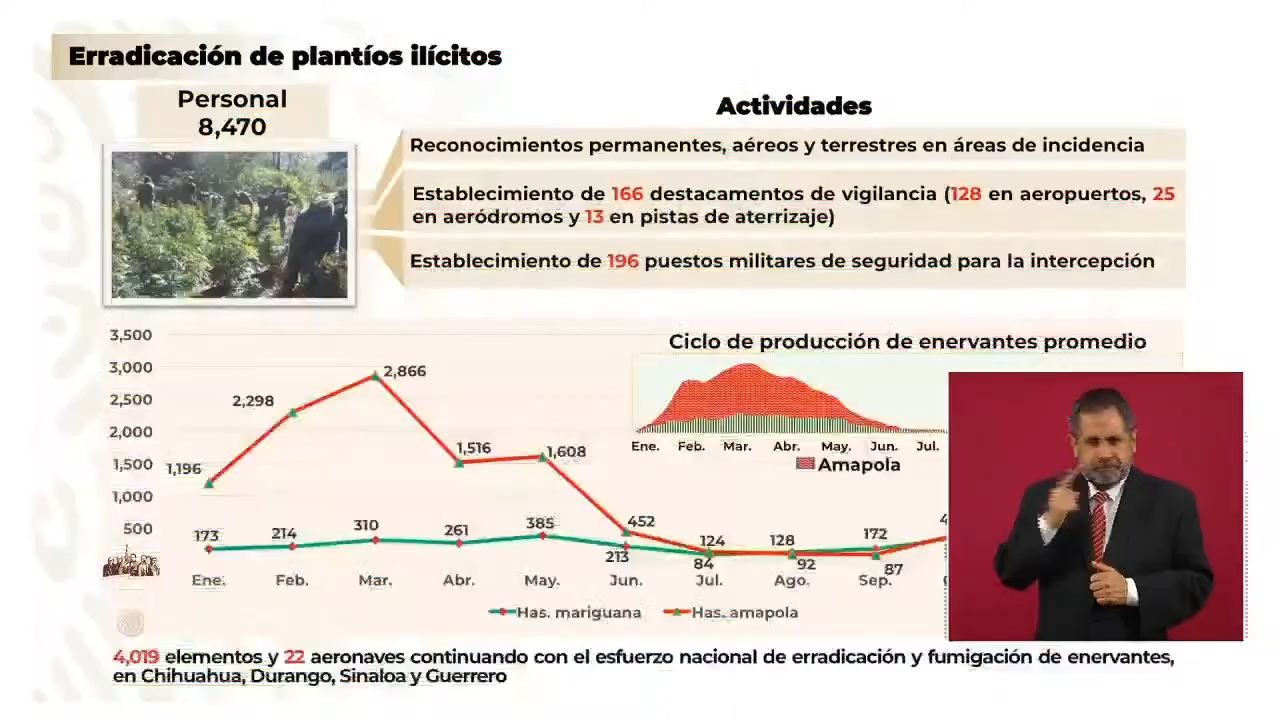 Erradicación de plantíos ilícitos
Personal
8,470
Actividades
Reconocimientos permanentes, aéreos y terrestres en áreas de incidencia
Establecimiento de 166 destacamentos de vigilancia (128 en aeropuertos, 25
en aeródromos y 13 en pistas de aterrizaje)
Establecimiento de 196 puestos militares de seguridad para la intercepción
Ciclo de producción de enervantes promedio
Ene. Feb. Mar. Abr. May. Jun. Jul.
Amapola
3,500
3,000
2,500
2,000
1,500
1,000
500
1,196 2,298 2,866 1,516 1,608 452 124 128 172
173 214 310 261 385 213 84 92 87
Ene. Feb. Mar. Abr. May. Jun. Jul. Ago. Sep.
Has. mariguana Has. amapola
4,019 elementos y 22 aeronaves continuando con el esfuerzo nacional de erradicación y fumigación de enervantes,
en Chihuahua, Durango, Sinaloa y Guerrero